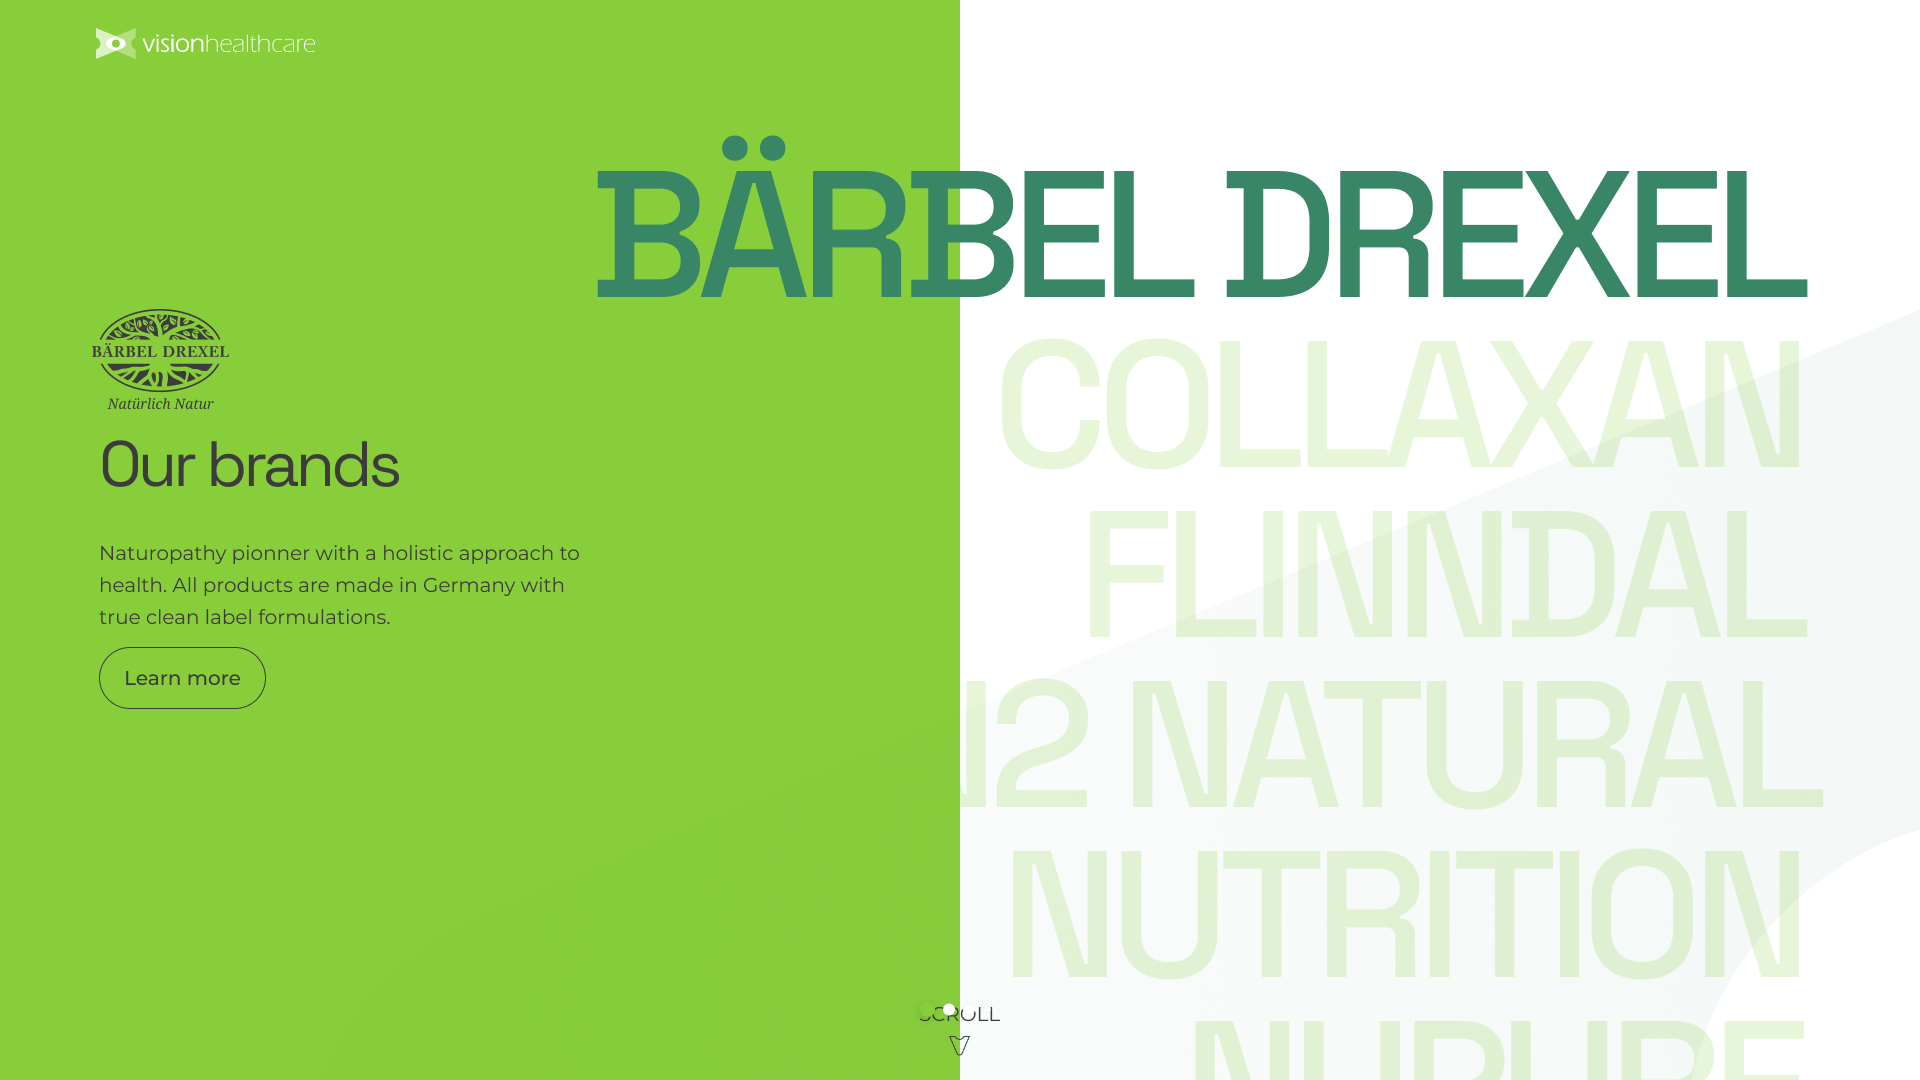 visionhealthcare
BÄRBEL DREXEL
BÄRBEL DREXEL
Natürlich Natur
Our brands
Naturopathy pionner with a holistic approach to
health. All products are made in Germany with
true clean label formulations.
Learn more
COLLAXAN
FLINNDAL
N2 NATURAL
NUTRITION
SCROLL